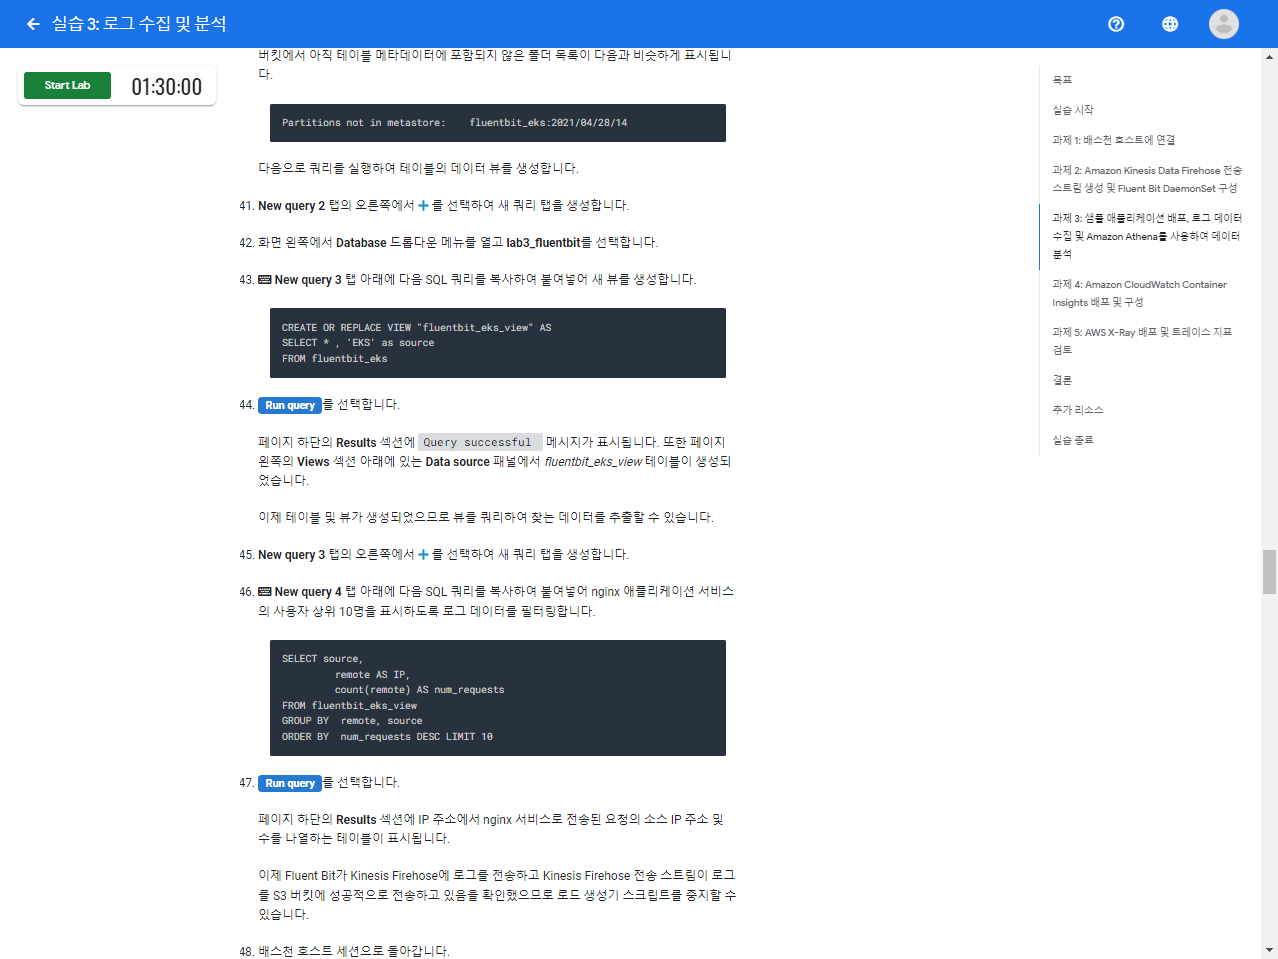 실습 3: 로그 수집 및 분석
Start Lab
01:30:00
버킷에서 아직 테이블 메타데이터에 포함되지 않은 폴더 목록이 다음과 비슷하게 표시됩니
다.
Partitions not in metastore:    fluentbit_eks:2021/04/28/14
다음으로 쿼리를 실행하여 테이블의 데이터 뷰를 생성합니다.
41. New query 2 탭의 오른쪽에서 + 를 선택하여 새 쿼리 탭을 생성합니다.
42. 화면 왼쪽에서 Database 드롭다운 메뉴를 열고 lab3_fluentbit를 선택합니다.
43. New query 3 탭 아래에 다음 SQL 쿼리를 복사하여 붙여넣어 새 뷰를 생성합니다.
CREATE OR REPLACE VIEW "fluentbit_eks_view" AS
SELECT * , 'EKS' as source
FROM fluentbit_eks
44. Run query를 선택합니다.
페이지 하단의 Results 섹션에 Query successful 메시지가 표시됩니다. 또한 페이지
왼쪽의 Views 섹션 아래에 있는 Data source 패널에서 fluentbit_eks_view 테이블이 생성되
었습니다.
이제 테이블 및 뷰가 생성되었으므로 뷰를 쿼리하여 찾는 데이터를 추출할 수 있습니다.
45. New query 3 탭의 오른쪽에서 + 를 선택하여 새 쿼리 탭을 생성합니다.
46. New query 4 탭 아래에 다음 SQL 쿼리를 복사하여 붙여넣어 nginx 애플리케이션 서비스
의 사용자 상위 10명을 표시하도록 로그 데이터를 필터링합니다.
SELECT source,
remote AS IP,
count(remote) AS num_requests
FROM fluentbit_eks_view
GROUP BY  remote, source
ORDER BY  num_requests DESC LIMIT 10
47. Run query를 선택합니다.
페이지 하단의 Results 섹션에 IP 주소에서 nginx 서비스로 전송된 요청의 소스 IP 주소 및
수를 나열하는 테이블이 표시됩니다.
이제 Fluent Bit가 Kinesis Firehose에 로그를 전송하고 Kinesis Firehose 전송 스트림이 로그
를 S3 버킷에 성공적으로 전송하고 있음을 확인했으므로 로드 생성기 스크립트를 중지할 수
있습니다.
48. 배스천 호스트 세션으로 돌아갑니다.
목표
실습 시작
과제 1: 배스천 호스트에 연결
과제 2: Amazon Kinesis Data Firehose 전송
스트림 생성 및 Fluent Bit DaemonSet 구성
과제 3: 샘플 애플리케이션 배포, 로그 데이터
수집 및 Amazon Athena를 사용하여 데이터
분석
과제 4: Amazon CloudWatch Container
Insights 배포 및 구성
과제 5: AWS X-Ray 배포 및 트레이스 지표
검토
결론
추가 리소스
실습 종료